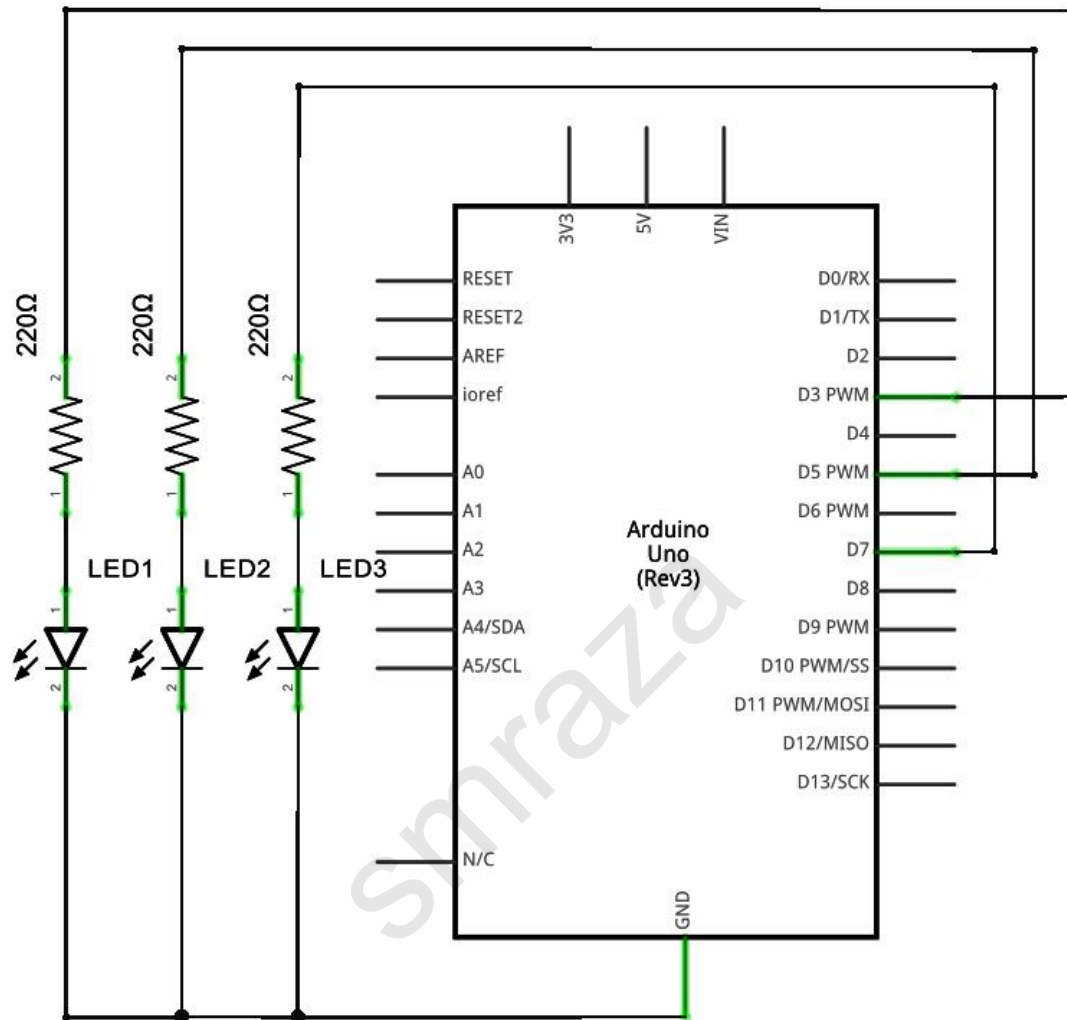 3V3
5V
VIN
220Ω
220Ω
220Ω
2
2
2
1
1
1
LED1
LED2
LED3
1
1
1
2
2
2
RESET
RESET2
AREF
ioref
A0
A1
A2
A3
A4/SDA
A5/SCL
N/C
Arduino
Uno
(Rev3)
D0/RX
D1/TX
D2
D3 PWM
D4
D5 PWM
D6 PWM
D7
D8
D9 PWM
D10 PWM/SS
D11 PWM/MOSI
D12/MISO
D13/SCK
GND
smraza